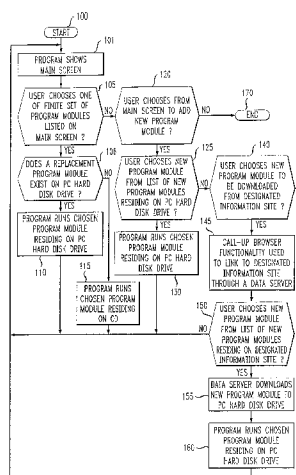 100
START
101
PROGRAM SHOWS
MAIN SCREEN
105
USER CHOOSES ONE
OF FINITE SET OF
PROGRAM MODULES
LISTED ON
MAIN SCREEN ?
NO
YES
120
USER CHOOSES FROM
MAIN SCREEN TO ADD
NEW PROGRAM
MODULE ?
NO
YES
170
END
106
DOES A REPLACEMENT
PROGRAM MODULE
EXIST ON PC HARD
DISK DRIVE ?
YES
NO
PROGRAM RUNS
CHOSEN PROGRAM
MODULE RESIDING
ON PC HARD
DISK DRIVE
110
115
PROGRAM RUNS
CHOSEN PROGRAM
MODULE RESIDING
ON CD
125
USER CHOOSES NEW
PROGRAM MODULE
FROM LIST OF NEW
PROGRAM MODULES
RESIDING ON PC
HARD DISK DRIVE ?
NO
YES
PROGRAM RUNS
CHOSEN PROGRAM
MODULE RESIDING
ON PC HARD
DISK DRIVE
130
140
USER CHOOSES NEW
PROGRAM MODULE TO
BE DOWNLOADED
FROM DESIGNATED
INFORMATION SITE ?
YES
145
CALL-UP BROWSER
FUNCTIONALITY USED
TO LINK TO DESIGNATED
INFORMATION SITE
THROUGH A DATA SERVER
150
USER CHOOSES NEW
PROGRAM MODULE
FROM LIST OF NEW
PROGRAM MODULES
RESIDING ON DESIGNATED
INFORMATION SITE ?
NO
YES
155
DATA SERVER DOWNLOADS
NEW PROGRAM MODULE TO
PC HARD DISK DRIVE
PROGRAM RUNS CHOSEN
PROGRAM MODULE
RESIDING ON PC
HARD DISK DRIVE
160